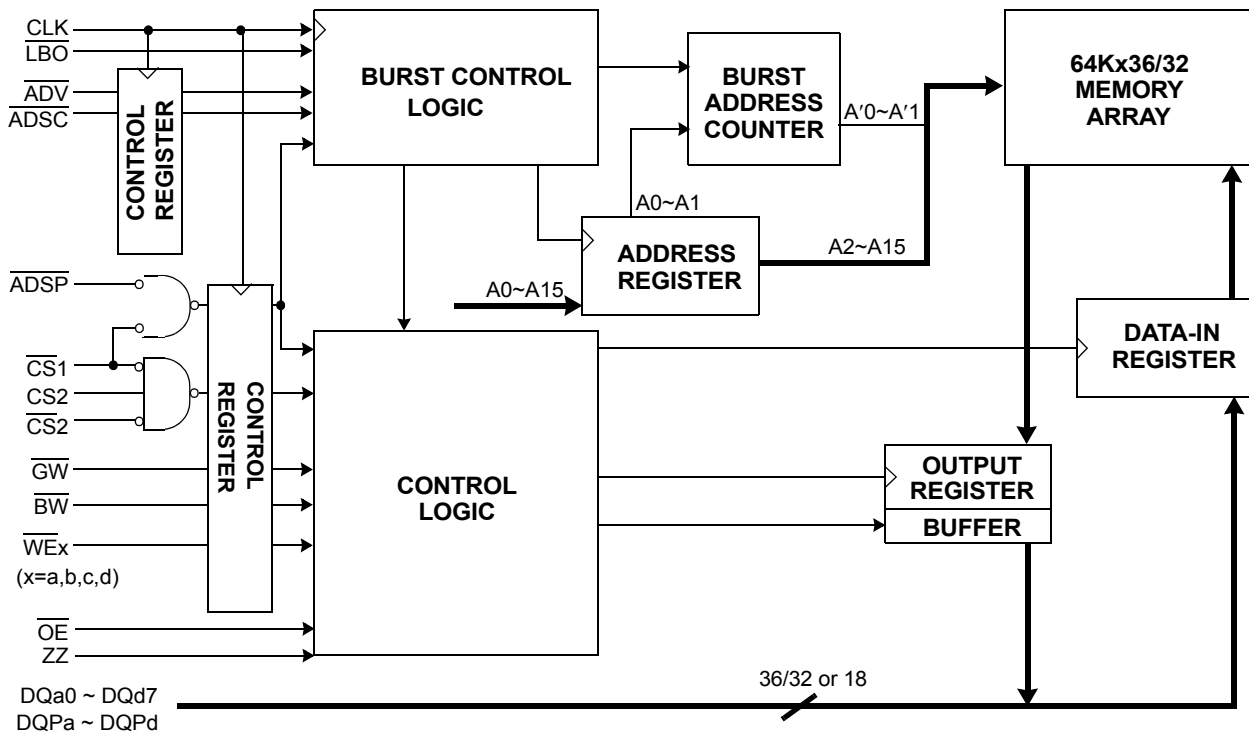 CLK
LBO
ADV
ADSC
CONTROL
REGISTER
BURST CONTROL
LOGIC
BURST
ADDRESS
COUNTER
A′0~A′1
64Kx36/32
MEMORY
ARRAY
A0~A1
ADDRESS
REGISTER
A2~A15
A0~A15
ADSP
CS1
CS2
CS2
GW
BW
WEx
(x=a,b,c,d)
OE
ZZ
CONTROL
REGISTER
CONTROL
LOGIC
DATA-IN
REGISTER
OUTPUT
REGISTER
BUFFER
DQa0 ~ DQd7
DQPa ~ DQPd
36/32 or 18